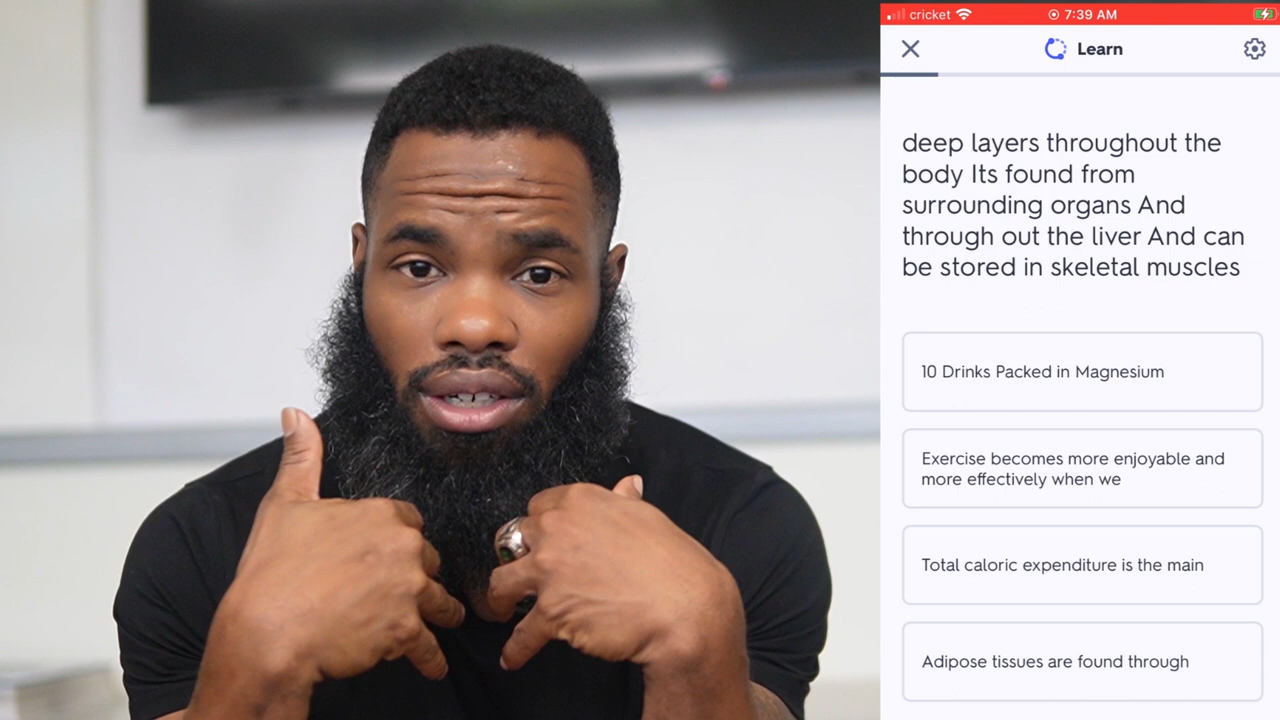 cricket
7:39 AM
Learn
deep layers throughout the
body Its found from
surrounding organs And
through out the liver And can
be stored in skeletal muscles
10 Drinks Packed in Magnesium
Exercise becomes more enjoyable and
more effectively when we
Total caloric expenditure is the main
Adipose tissues are found through